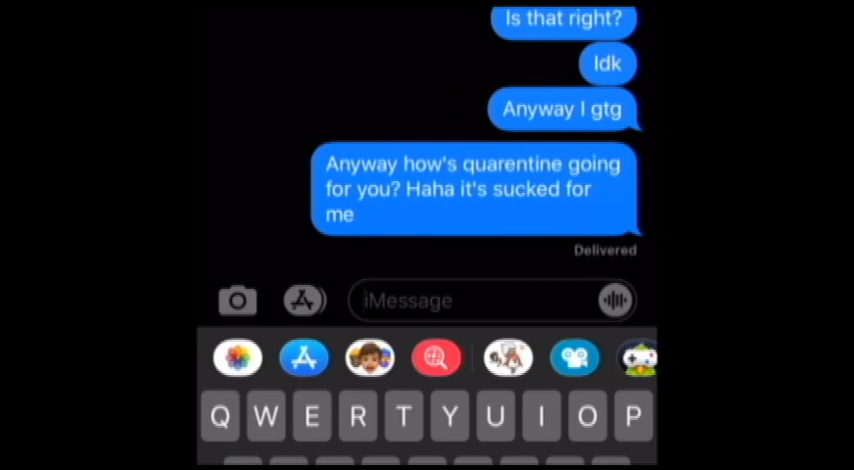 Is that right?
Idk
Anyway I gtg
Anyway how's quarentine going
for you? Haha it's sucked for
me
Delivered
iMessage
Q W E R T Y U I O P